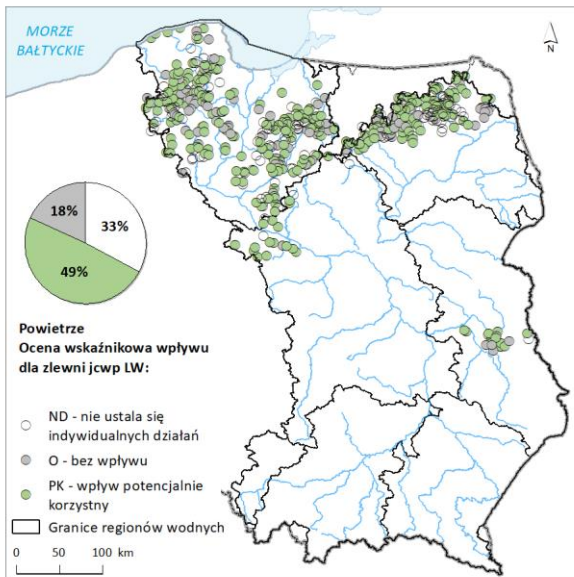 MORZE
BAŁTYCKIE
N
18%
33%
49%
Powietrze
Ocena wskaźnikowa wpływu
dla zlewni jcwp LW:
ND - nie ustala się
indywidualnych działań
O - bez wpływu
PK - wpływ potencjalnie
korzystny
Granice regionów wodnych
0 50 100 km